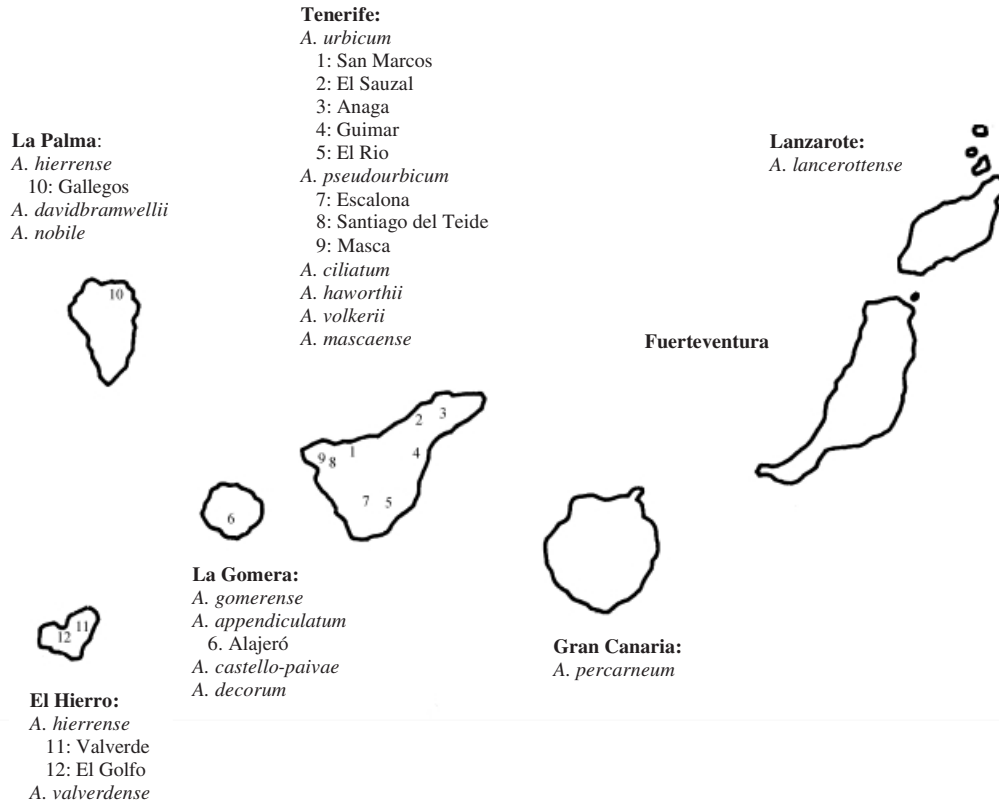 Tenerife:
A. urbicum
1: San Marcos
2: El Sauzal
3: Anaga
4: Guimar
5: El Rio
A. pseudourbicum
7: Escalona
8: Santiago del Teide
9: Masca
A. ciliatum
A. haworthii
A. volkerii
A. mascaense
La Palma:
A. hierrense
10: Gallegos
A. davidbramwellii
A. nobile
Lanzarote:
A. lancerottense
10
Fuerteventura
2
3
1
4
9
8
7
5
6
La Gomera:
A. gomerense
A. appendiculatum
6. Alajeró
A. castello-paivae
A. decorum
11
12
Gran Canaria:
A. percarneum
El Hierro:
A. hierrense
11: Valverde
12: El Golfo
A. valverdense